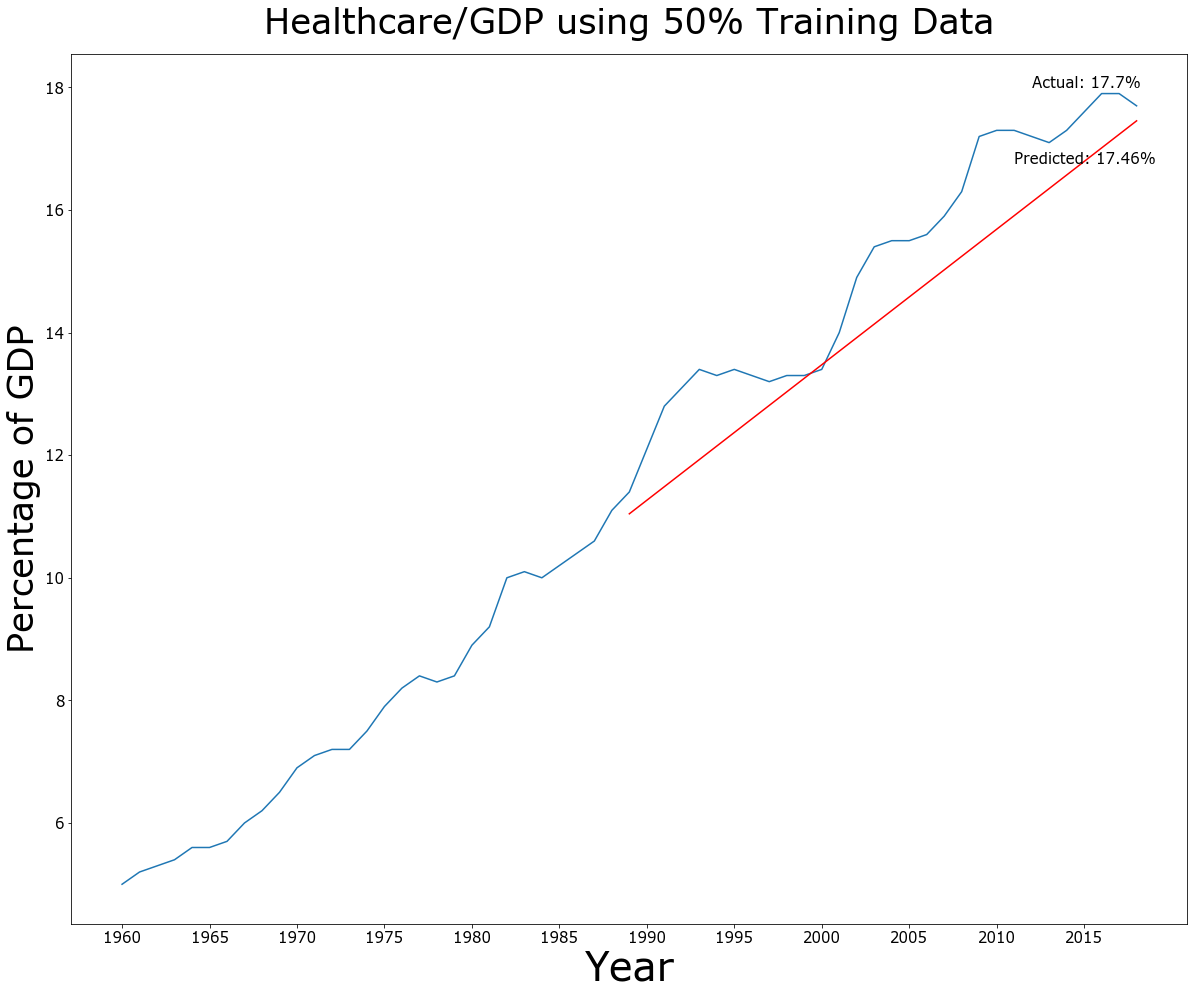 Healthcare/GDP using 50% Training Data
Percentage of GDP
18
16
14
12
10
8
6
Actual: 17.7%
Predicted: 17.46%
1960 1965 1970 1975 1980 1985 1990 1995 2000 2005 2010 2015
Year